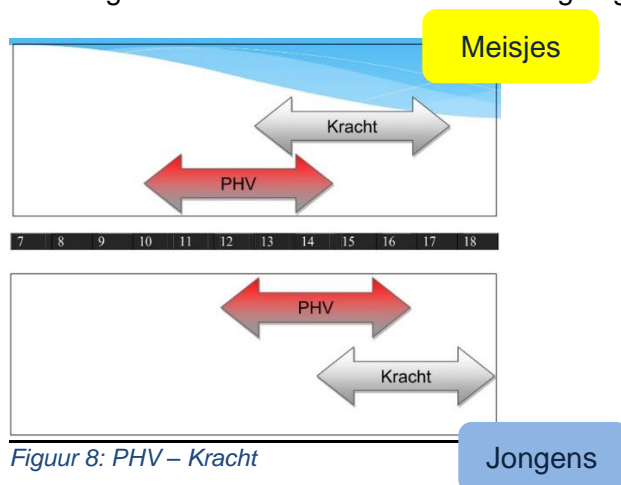 Meisjes
Kracht
PHV
7 8 9 10 11 12 13 14 15 16 17 18
PHV
Kracht
Figuur 8: PHV – Kracht
Jongens